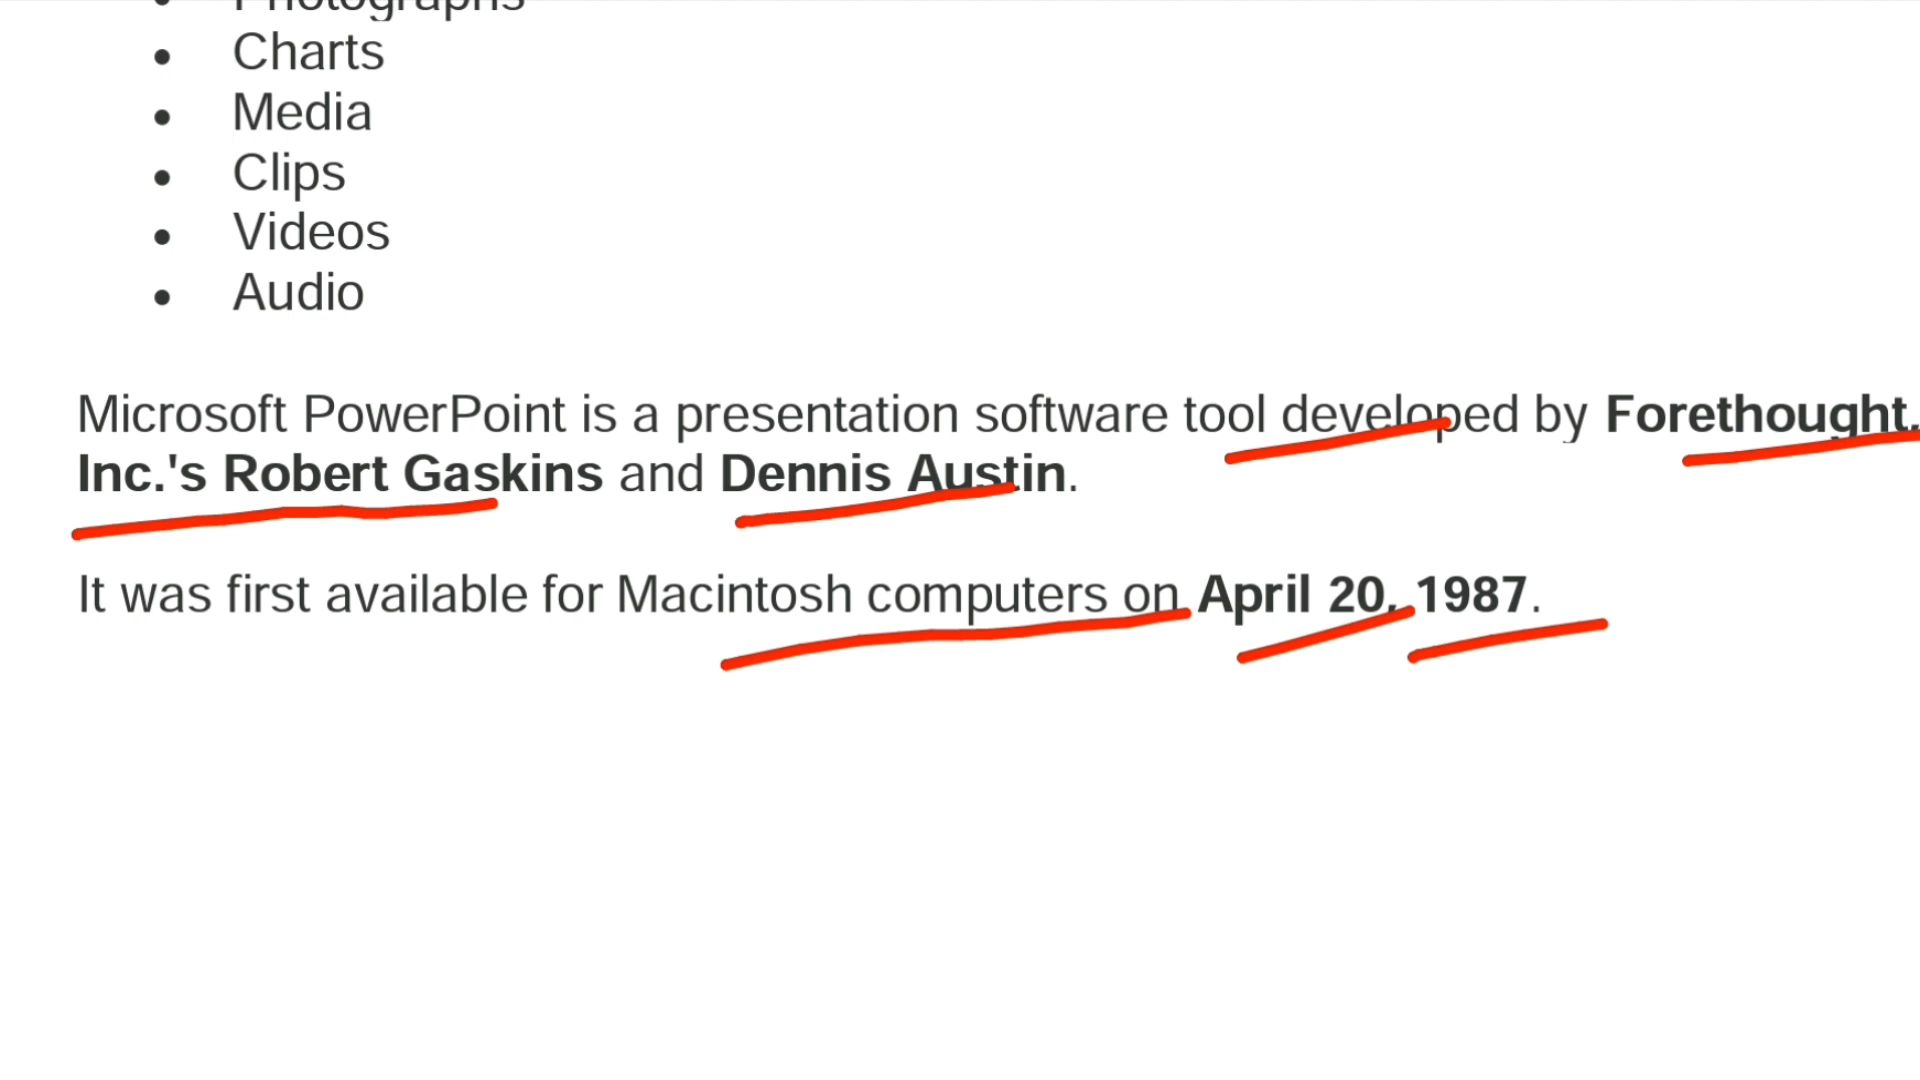 Photographs
• Charts
• Media
• Clips
• Videos
• Audio
Microsoft PowerPoint is a presentation software tool developed by Forethought,
Inc.'s Robert Gaskins and Dennis Austin.
It was first available for Macintosh computers on April 20, 1987.